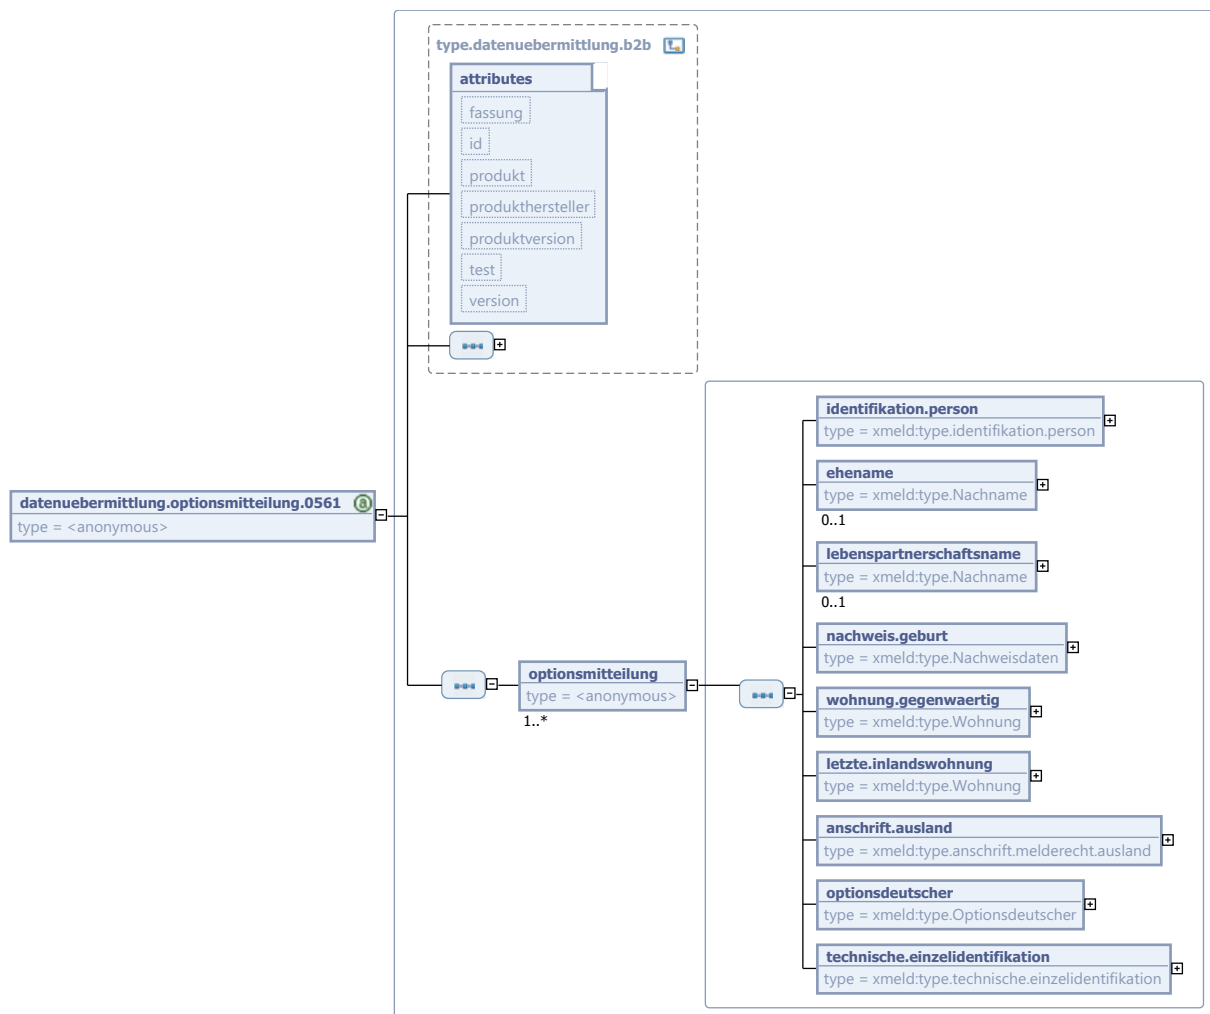 type.datenuebermittlung.b2b
attributes
fassung
id
produkt
produkthersteller
produktversion
test
version
datenuebermittlung.optionsmitteilung.0561
type = <anonymous>
optionsmitteilung
type = <anonymous>
1..*
identifikation.person
type = xmeld:type.identifikation.person
ehename
type = xmeld:type.Nachname
0..1
lebenspartnerschaftsname
type = xmeld:type.Nachname
0..1
nachweis.geburt
type = xmeld:type.Nachweisdaten
wohnung.gegenwaertig
type = xmeld:type.Wohnung
letzte.inlandswohnung
type = xmeld:type.Wohnung
anschrift.ausland
type = xmeld:type.anschrift.melderecht.ausland
optionsdeutscher
type = xmeld:type.Optionsdeutscher
technische.einzelidentifikation
type = xmeld:type.technische.einzelidentifikation